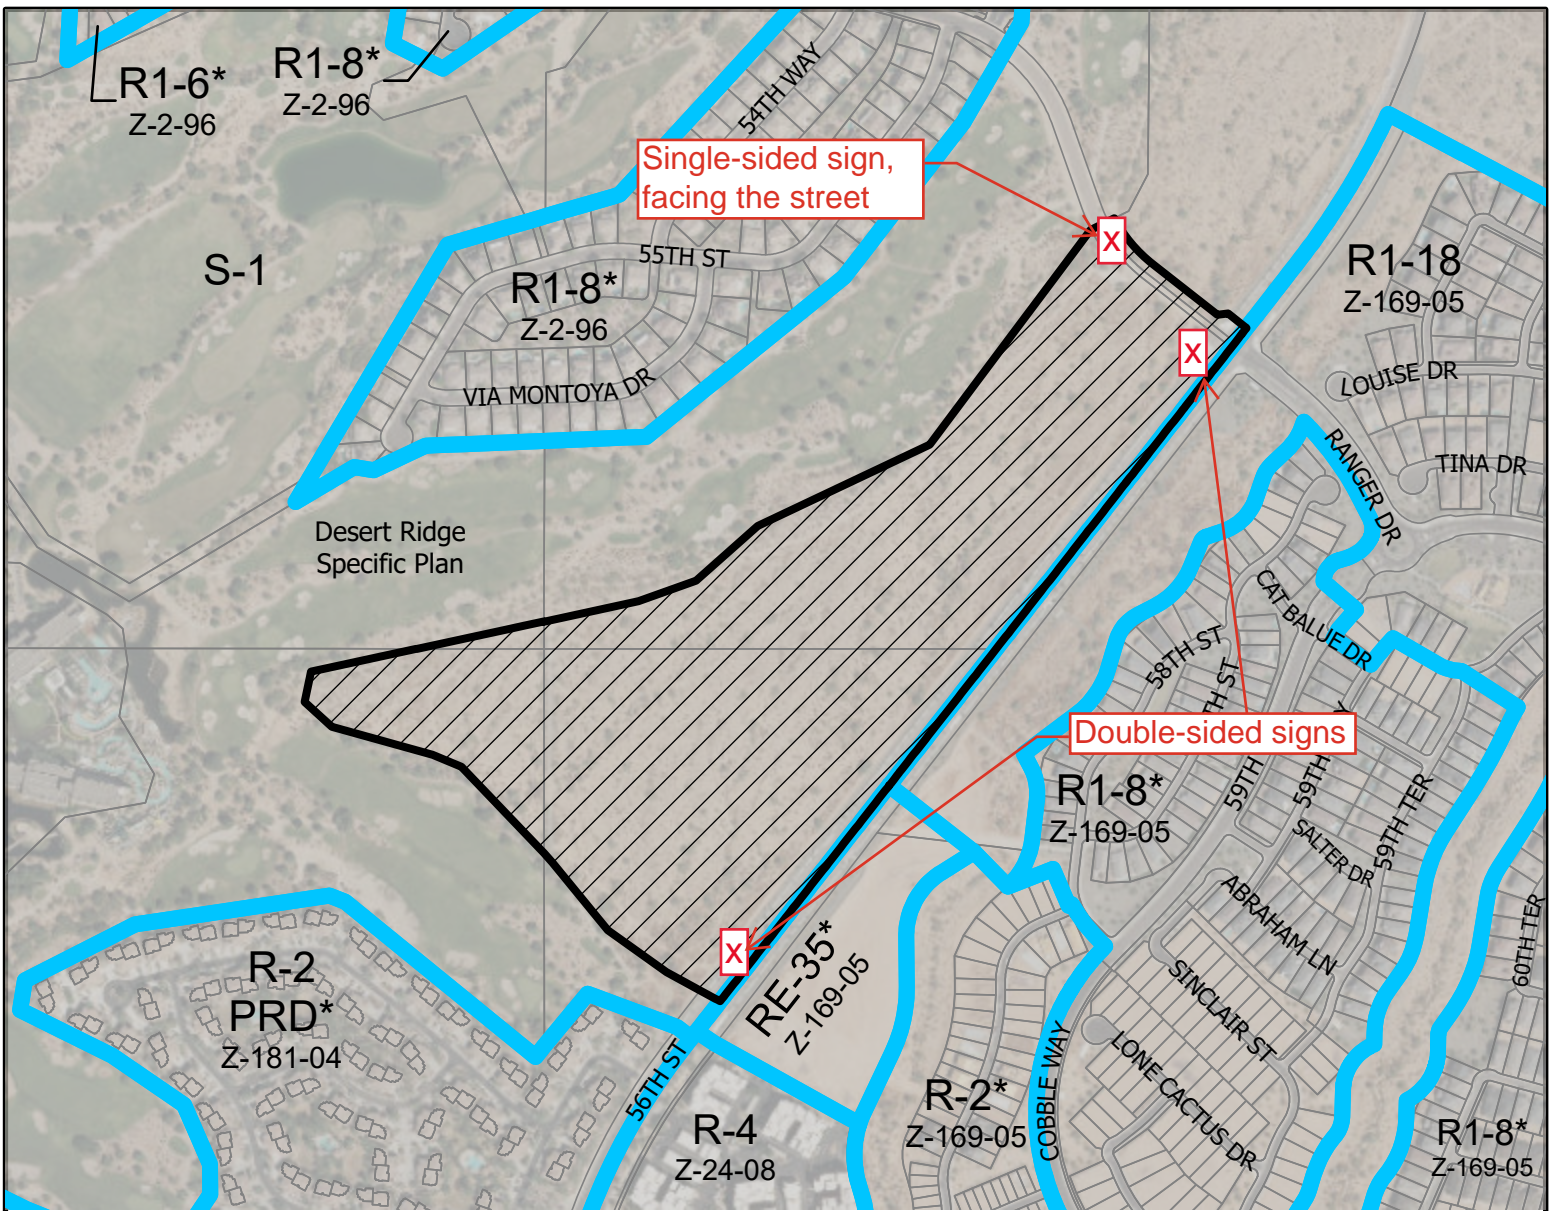 R1-6*
Z-2-96
R1-8*
Z-2-96
54TH WAY
Single-sided sign,
facing the street
X
S-1
55TH ST
R1-8*
Z-2-96
VIA MONTOYA DR
R1-18
Z-169-05
X
LOUISE DR
RANGER DR
TINA DR
Desert Ridge
Specific Plan
CAT BALUE DR
58TH ST
TH ST
Double-sided signs
R1-8*
Z-169-05
59TH
59TH
Y
59TH TER
SALTER DR
ABRAHAM LN
60TH TER
X
RE-35*
Z-169-05
SINCLAIR ST
R-2
PRD*
Z-181-04
56TH ST
LONE CACTUS DR
COBBLE WAY
R-2*
Z-169-05
R-4
Z-24-08
R1-8*
Z-169-05